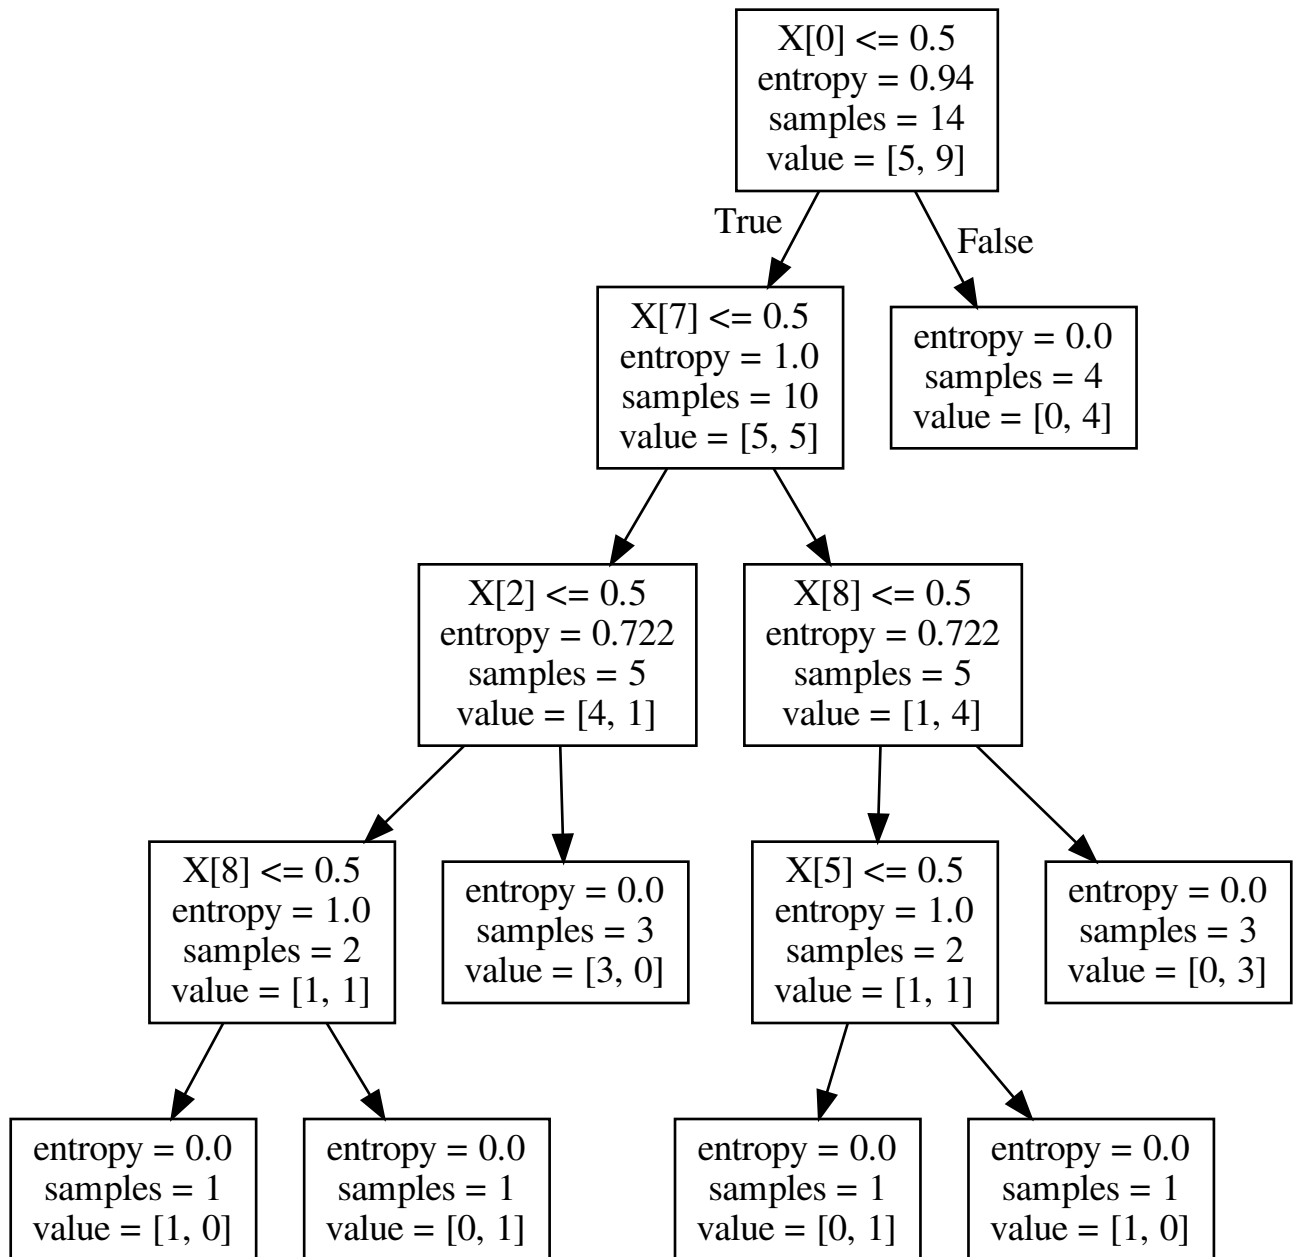 X[0] <= 0.5
entropy = 0.94
samples = 14
value = [5, 9]
True
False
X[7] <= 0.5
entropy = 1.0
samples = 10
value = [5, 5]
entropy = 0.0
samples = 4
value = [0, 4]
X[2] <= 0.5
entropy = 0.722
samples = 5
value = [4, 1]
X[8] <= 0.5
entropy = 0.722
samples = 5
value = [1, 4]
X[8] <= 0.5
entropy = 1.0
samples = 2
value = [1, 1]
entropy = 0.0
samples = 3
value = [3, 0]
X[5] <= 0.5
entropy = 1.0
samples = 2
value = [1, 1]
entropy = 0.0
samples = 3
value = [0, 3]
entropy = 0.0
samples = 1
value = [1, 0]
entropy = 0.0
samples = 1
value = [0, 1]
entropy = 0.0
samples = 1
value = [0, 1]
entropy = 0.0
samples = 1
value = [1, 0]